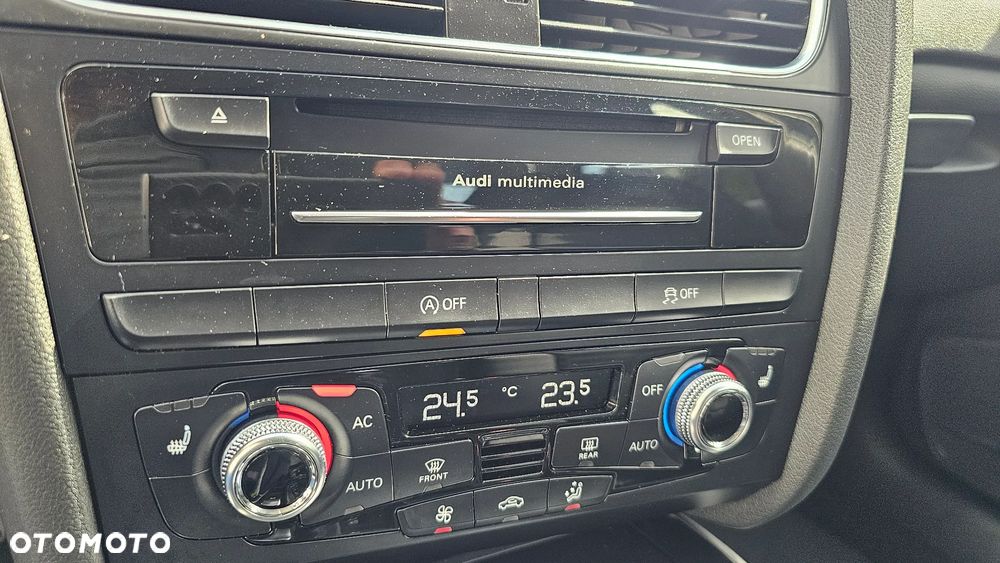 OPEN
Audi multimedia
A OFF
OFF
24.5 °C 23.5
OFF
AC
AUTO
FRONT
REAR
AUTO
OTOMOTO